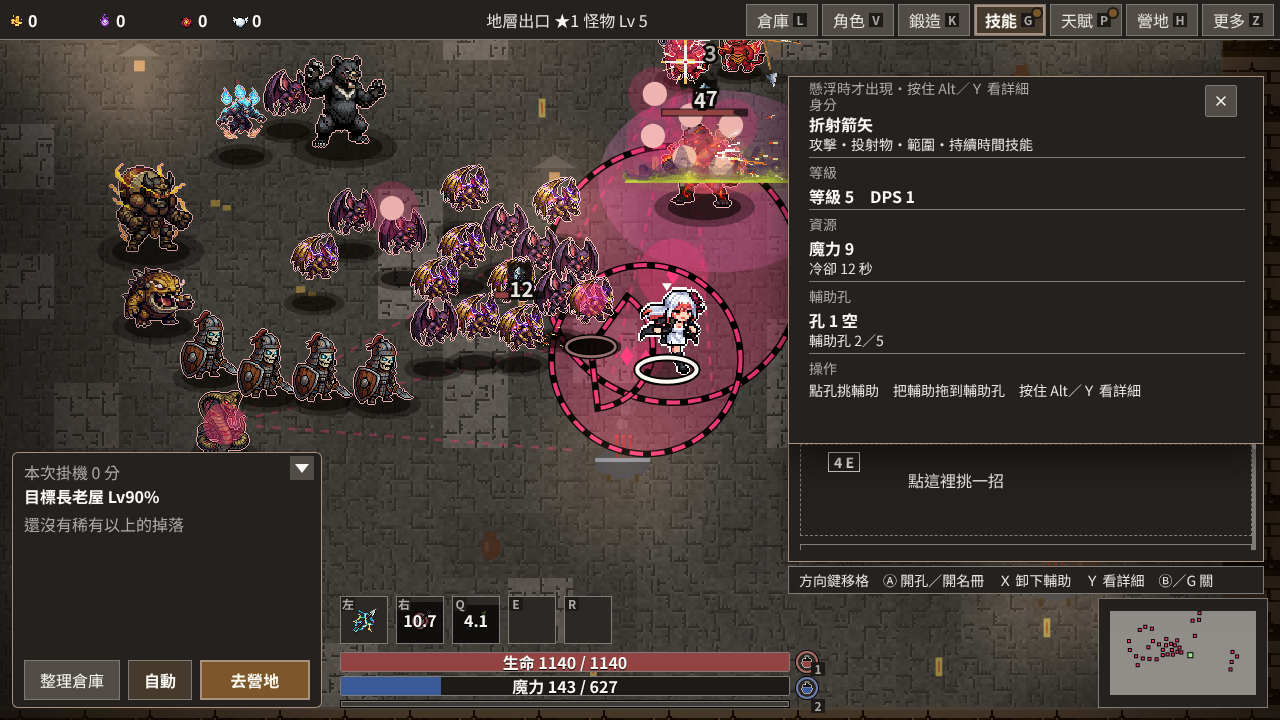 0
0
0
0
地層出口 ★1 怪物 Lv 5
倉庫 L
角色 V
鍛造 K
技能 G
天賦 P
營地 H
更多 Z
3
47
12
懸浮時才出現・按住 Alt／Y 看詳細
身分
折射箭矢
攻擊・投射物・範圍・持續時間技能
等級
等級 5 DPS 1
資源
魔力 9
冷卻 12 秒
輔助孔
孔 1 空
輔助孔 2／5
操作
點孔挑輔助 把輔助拖到輔助孔 按住 Alt／Y 看詳細
×
4 E
點這裡挑一招
方向鍵移格 Ⓐ 開孔／開名冊 X 卸下輔助 Y 看詳細 Ⓑ／G 關
本次掛機 0 分
目標長老屋 Lv90%
還沒有稀有以上的掉落
整理倉庫
自動
去營地
左
右
10.7
Q
4.1
E
R
生命 1140 / 1140
1
魔力 143 / 627
2